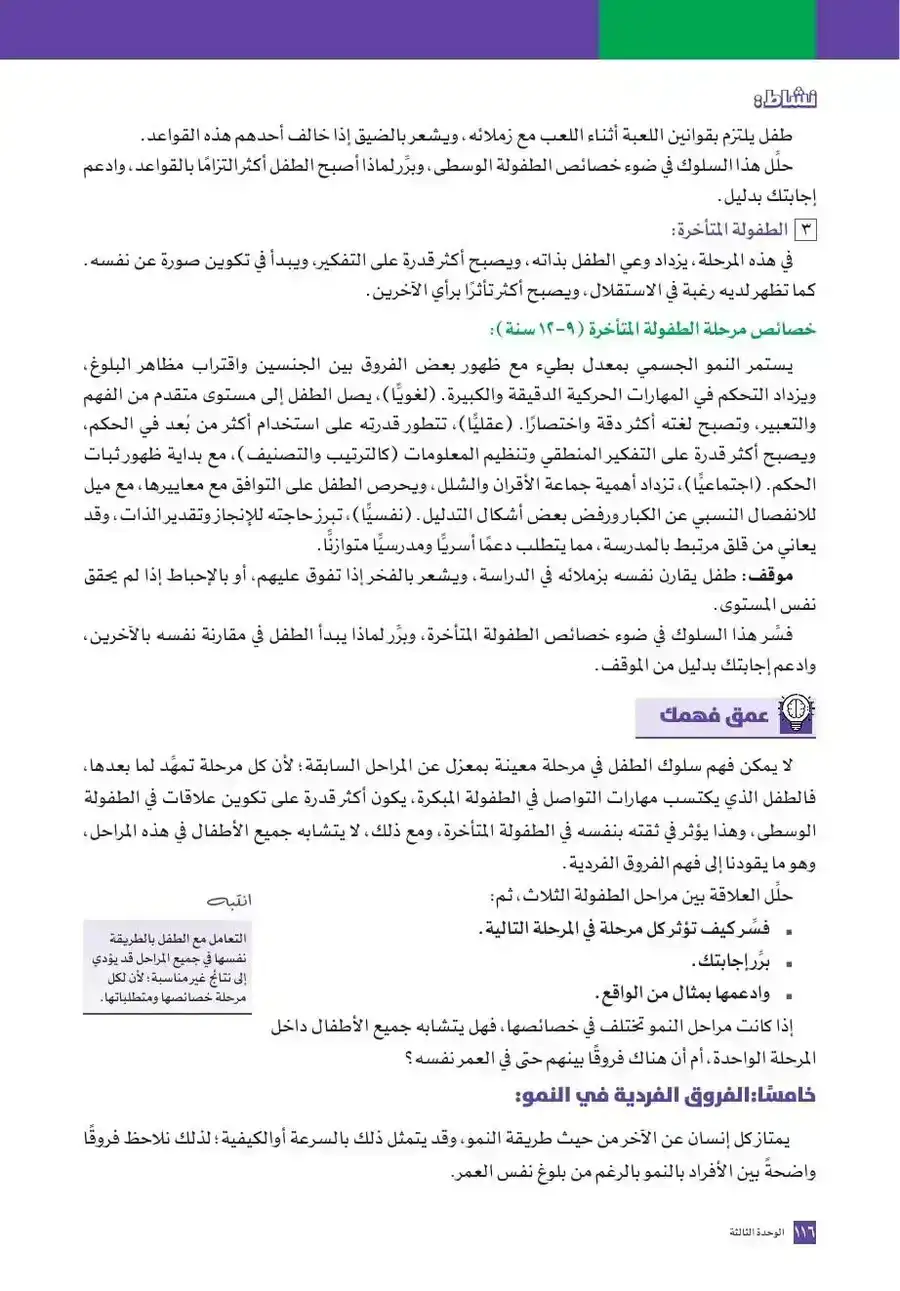 نشاط:
طفل يلتزم بقوانين اللعبة أثناء اللعب مع زملائه، ويشعر بالضيق إذا خالف أحدهم هذه القواعد.
حلِّل هذا السلوك في ضوء خصائص الطفولة الوسطى، وبرِّر لماذا أصبح الطفل أكثر التزامًا بالقواعد، وادعم
إجابتك بدليل.
٣ الطفولة المتأخرة:
في هذه المرحلة، يزداد وعي الطفل بذاته، ويصبح أكثر قدرة على التفكير، ويبدأ في تكوين صورة عن نفسه.
كما تظهر لديه رغبة في الاستقلال، ويصبح أكثر تأثرًا برأي الآخرين.
خصائص مرحلة الطفولة المتأخرة (٩-١٢ سنة):
يستمر النمو الجسمي بمعدل بطيء مع ظهور بعض الفروق بين الجنسين واقتراب مظاهر البلوغ،
ويزداد التحكم في المهارات الحركية الدقيقة والكبيرة. (لغويًّا)، يصل الطفل إلى مستوى متقدم من الفهم
والتعبير، وتصبح لغته أكثر دقة واختصارًا. (عقليًّا)، تتطور قدرته على استخدام أكثر من بُعد في الحكم،
ويصبح أكثر قدرة على التفكير المنطقي وتنظيم المعلومات (كالترتيب والتصنيف)، مع بداية ظهور ثبات
الحكم. (اجتماعيًّا)، تزداد أهمية جماعة الأقران والشلل، ويحرص الطفل على التوافق مع معاييرها، مع ميل
للانفصال النسبي عن الكبار ورفض بعض أشكال التدليل. (نفسيًّا)، تبرز حاجته للإنجاز وتقدير الذات، وقد
يعاني من قلق مرتبط بالمدرسة، مما يتطلب دعمًا أسريًّا ومدرسيًّا متوازنًا.
موقف: طفل يقارن نفسه بزملائه في الدراسة، ويشعر بالفخر إذا تفوق عليهم، أو بالإحباط إذا لم يحقق
نفس المستوى.
فسِّر هذا السلوك في ضوء خصائص الطفولة المتأخرة، وبرِّر لماذا يبدأ الطفل في مقارنة نفسه بالآخرين،
وادعم إجابتك بدليل من الموقف.
عمق فهمك
لا يمكن فهم سلوك الطفل في مرحلة معينة بمعزل عن المراحل السابقة؛ لأن كل مرحلة تمهِّد لما بعدها،
فالطفل الذي يكتسب مهارات التواصل في الطفولة المبكرة، يكون أكثر قدرة على تكوين علاقات في الطفولة
الوسطى، وهذا يؤثر في ثقته بنفسه في الطفولة المتأخرة، ومع ذلك، لا يتشابه جميع الأطفال في هذه المراحل،
وهو ما يقودنا إلى فهم الفروق الفردية.
حلِّل العلاقة بين مراحل الطفولة الثلاث، ثم:
▪ فسِّر كيف تؤثر كل مرحلة في المرحلة التالية.
▪ برِّر إجابتك.
▪ وادعمها بمثال من الواقع.
انتبه
التعامل مع الطفل بالطريقة
نفسها في جميع المراحل قد يؤدي
إلى نتائج غير مناسبة؛ لأن لكل
مرحلة خصائصها ومتطلباتها.
إذا كانت مراحل النمو تختلف في خصائصها، فهل يتشابه جميع الأطفال داخل
المرحلة الواحدة، أم أن هناك فروقًا بينهم حتى في العمر نفسه؟
خامسًا:الفروق الفردية في النمو:
يمتاز كل إنسان عن الآخر من حيث طريقة النمو، وقد يتمثل ذلك بالسرعة أوالكيفية؛ لذلك نلاحظ فروقًا
واضحةً بين الأفراد بالنمو بالرغم من بلوغ نفس العمر.
١١٦ الوحدة الثالثة